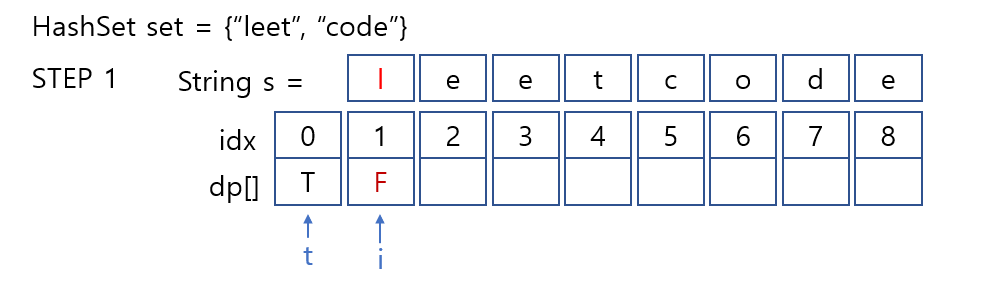 HashSet set = {“leet”, “code”}
STEP 1 String s = l e e t c o d e
idx 0 1 2 3 4 5 6 7 8
dp[] T F
t i